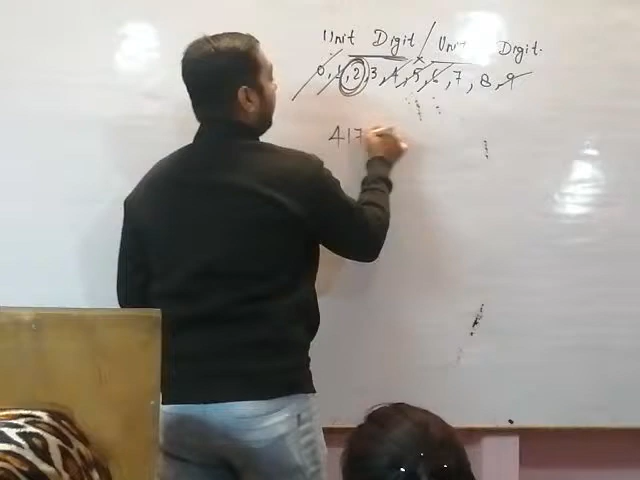 Unit Digit / Unit Digit.
0, 1, 2, 3, 4, 5, 6, 7, 8, 9
417